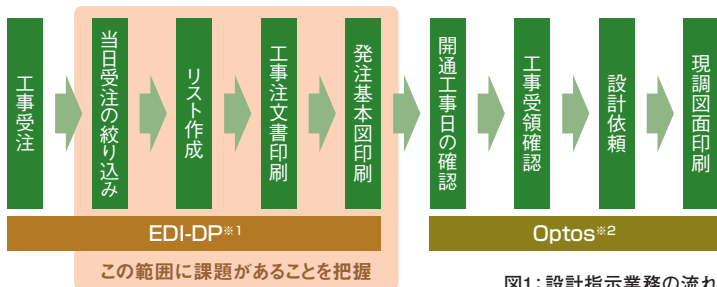 工事受注
当日受注の絞り込み
リスト作成
工事注文書印刷
発注基本図印刷
開通工事日の確認
工事受領確認
設計依頼
現調図面印刷
EDI-DP※1
Optos※2
この範囲に課題があることを把握
図1：設計指示業務の流れ